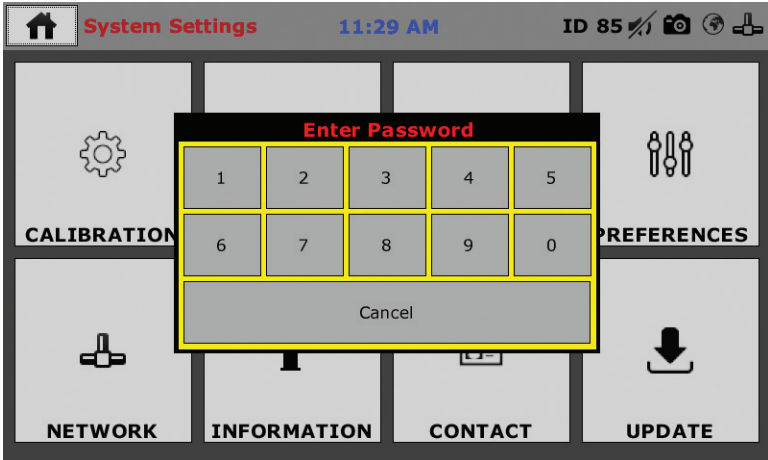 System Settings 11:29 AM ID 85
Enter Password
1 2 3 4 5
CALIBRATION PREFERENCES
6 7 8 9 0
Cancel
NETWORK INFORMATION CONTACT UPDATE